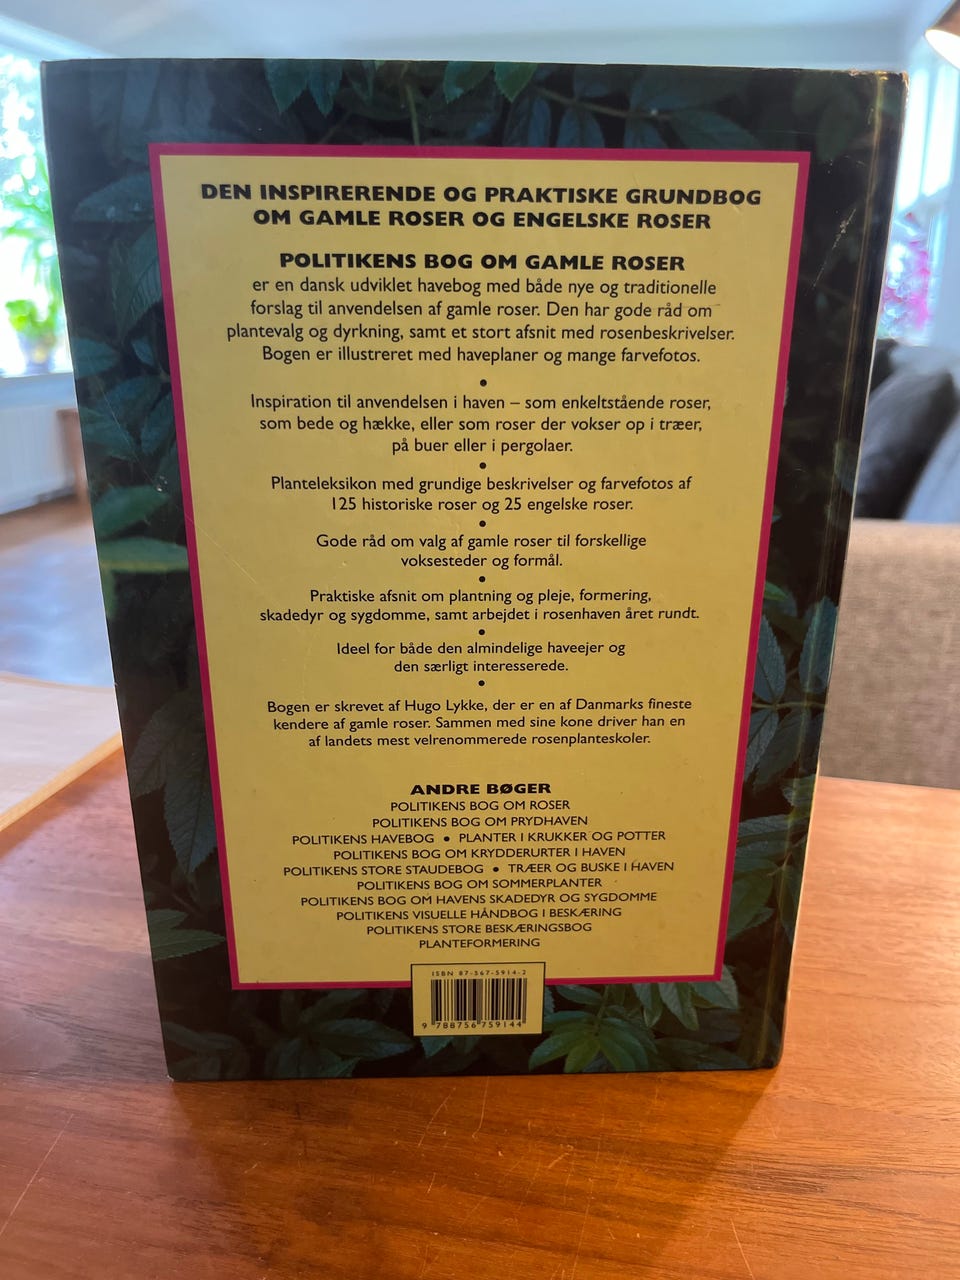 DEN INSPIRERENDE OG PRAKTISKE GRUNDBOG
OM GAMLE ROSER OG ENGELSKE ROSER
POLITIKENS BOG OM GAMLE ROSER
er en dansk udviklet havebog med både nye og traditionelle
forslag til anvendelsen af gamle roser. Den har gode råd om
plantevalg og dyrkning, samt et stort afsnit med rosenbeskrivelser.
Bogen er illustreret med haveplaner og mange farvefotos.
•
Inspiration til anvendelsen i haven – som enkeltstående roser,
som bede og hække, eller som roser der vokser op i træer,
på buer eller i pergolaer.
•
Planteleksikon med grundige beskrivelser og farvefotos af
125 historiske roser og 25 engelske roser.
•
Gode råd om valg af gamle roser til forskellige
voksesteder og formål.
•
Praktiske afsnit om plantning og pleje, formering,
skadedyr og sygdomme, samt arbejdet i rosenhaven året rundt.
•
Ideel for både den almindelige haveejer og
den særligt interesserede.
•
Bogen er skrevet af Hugo Lykke, der er en af Danmarks fineste
kendere af gamle roser. Sammen med sine kone driver han en
af landets mest velrenommerede rosenplanteskoler.
ANDRE BØGER
POLITIKENS BOG OM ROSER
POLITIKENS BOG OM PRYDHAVEN
POLITIKENS HAVEBOG • PLANTER I KRUKKER OG POTTER
POLITIKENS BOG OM KRYDDERURTER I HAVEN
POLITIKENS STORE STAUDEBOG • TRÆER OG BUSKE I HAVEN
POLITIKENS BOG OM SOMMERPLANTER
POLITIKENS BOG OM HAVENS SKADEDYR OG SYGDOMME
POLITIKENS VISUELLE HÅNDBOG I BESKÆRING
POLITIKENS STORE BESKÆRINGSBOG
PLANTEFORMERING
ISBN 87-567-5914-2
9 788756 759144